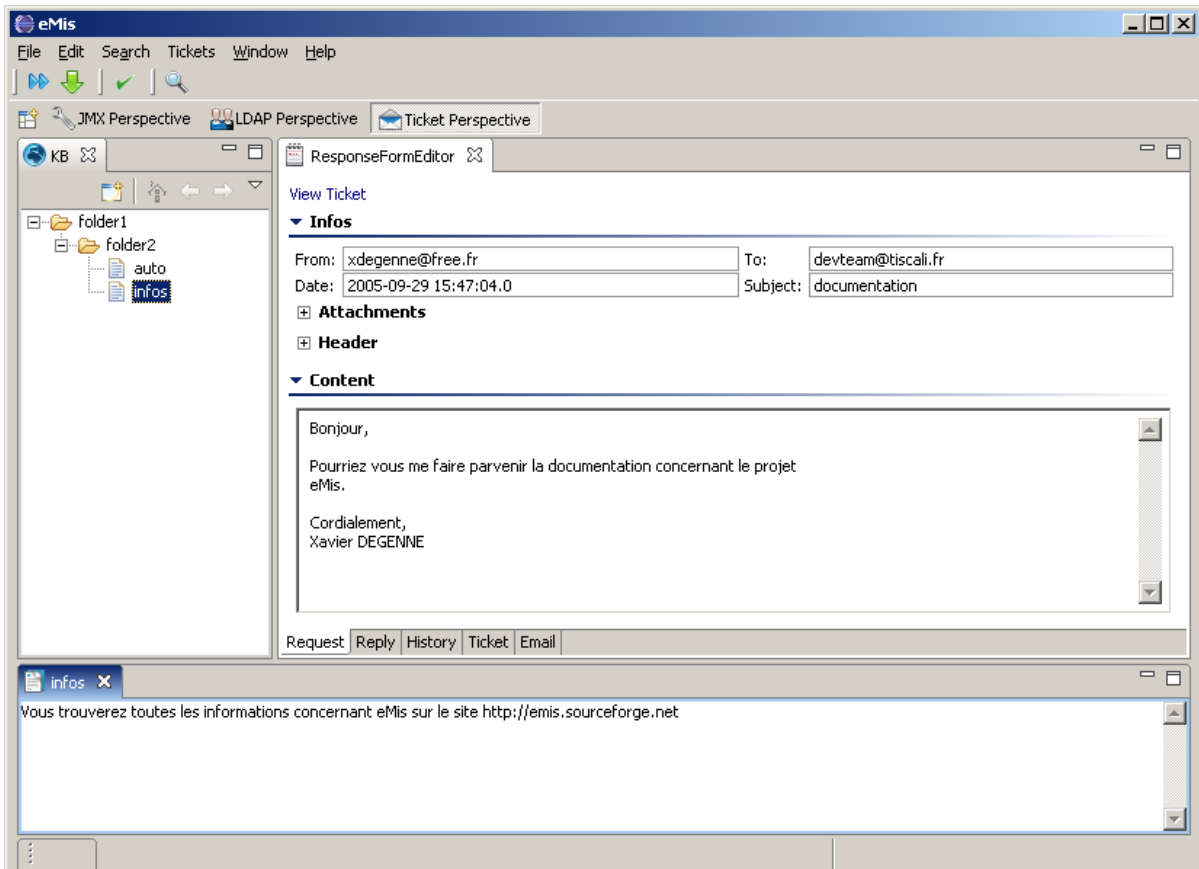 eMis
File Edit Search Tickets Window Help
JMX Perspective LDAP Perspective Ticket Perspective
KB
folder1
folder2
auto
infos
ResponseFormEditor
View Ticket
Infos
From: xdegenne@free.fr To: devteam@tiscali.fr
Date: 2005-09-29 15:47:04.0 Subject: documentation
Attachments
Header
Content
Bonjour,
Pourriez vous me faire parvenir la documentation concernant le projet
eMis.
Cordialement,
Xavier DEGENNE
Request Reply History Ticket Email
infos
Vous trouverez toutes les informations concernant eMis sur le site http://emis.sourceforge.net